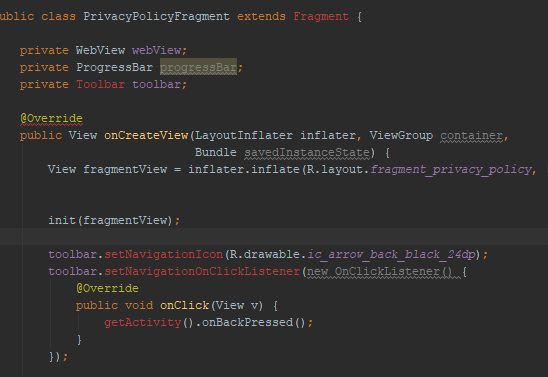 ublic class PrivacyPolicyFragment extends Fragment {
private WebView webView;
private ProgressBar progressBar;
private Toolbar toolbar;
@Override
public View onCreateView(LayoutInflater inflater, ViewGroup container,
Bundle savedInstanceState) {
View fragmentView = inflater.inflate(R.layout.fragment_privacy_policy,
init(fragmentView);
toolbar.setNavigationIcon(R.drawable.ic_arrow_back_black_24dp);
toolbar.setNavigationOnClickListener(new OnClickListener() {
@Override
public void onClick(View v) {
getActivity().onBackPressed();
}
});